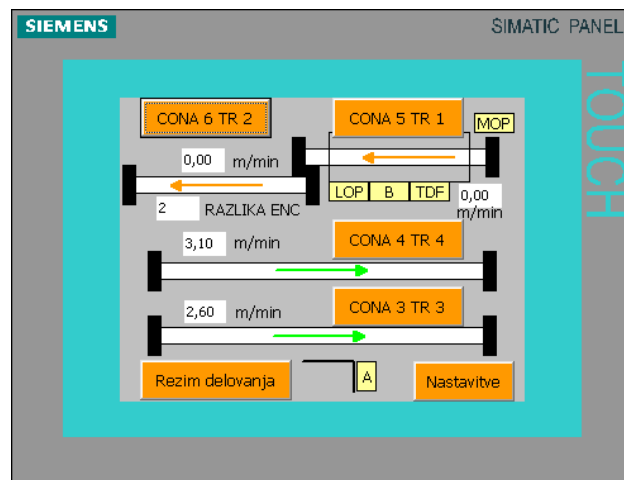 SIEMENS
SIMATIC PANEL
TOUCH
CONA 6 TR 2
CONA 5 TR 1
MOP
0,00 m/min
LOP B TDF
0,00
m/min
2 RAZLIKA ENC
3,10 m/min
CONA 4 TR 4
2,60 m/min
CONA 3 TR 3
Rezim delovanja
A
Nastavitve